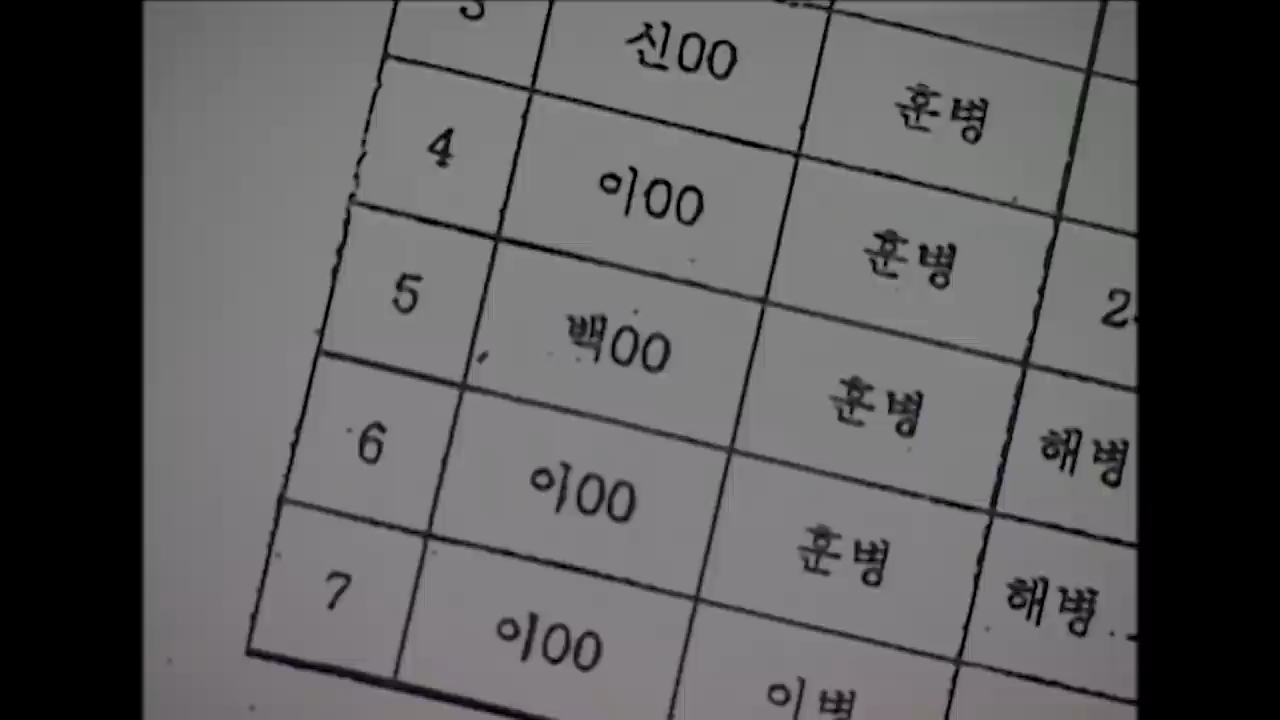 신00 훈병
4 이00 훈병
5 백00 훈병 해병
6 이00 훈병 해병
7 이00 이병